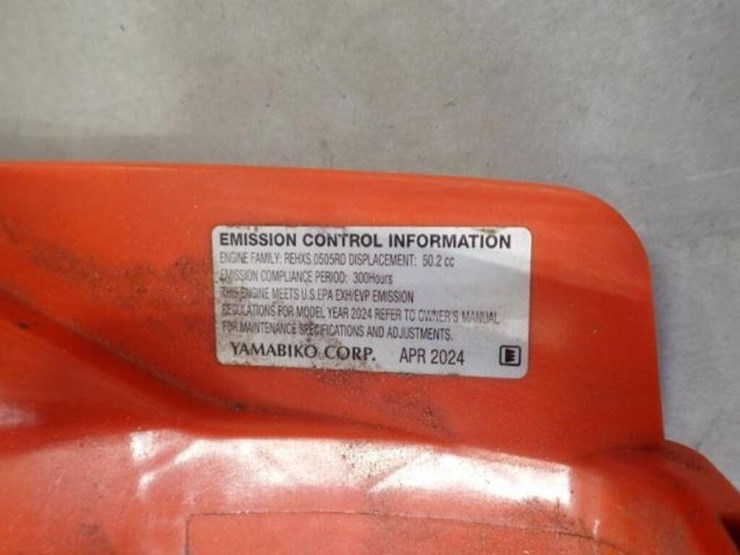 EMISSION CONTROL INFORMATION
ENGINE FAMILY: REHXS.0505RD DISPLACEMENT: 50.2 cc
EMISSION COMPLIANCE PERIOD: 300Hours
THIS ENGINE MEETS U.S.EPA EXH/EVP EMISSION
REGULATIONS FOR MODEL YEAR 2024 REFER TO OWNER'S MANUAL
FOR MAINTENANCE SPECIFICATIONS AND ADJUSTMENTS.
YAMABIKO CORP. APR 2024